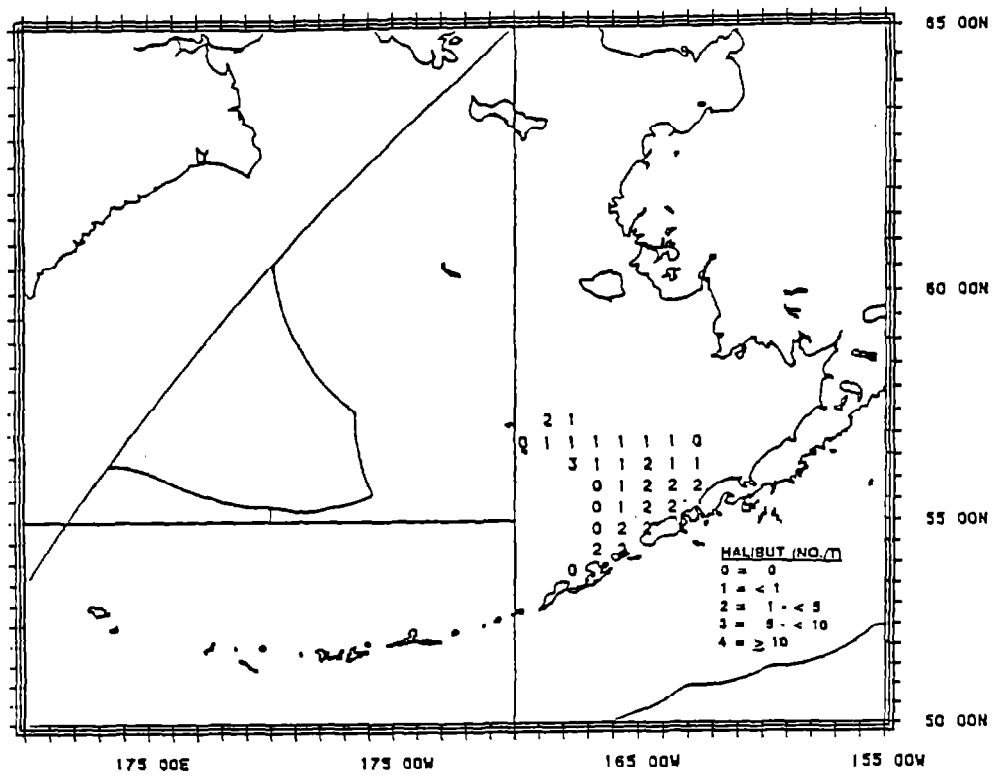 65 00N
60 00N
2 1
0 1 1 1 1 1 1 0
3 1 1 2 1 1
0 1 2 2 2
0 1 2 2
55 00N
0 2 2
2 2
0
HALIBUT (NO./T)
0 = 0
1 = < 1
2 = 1 - < 5
3 = 5 - < 10
4 = ≥ 10
50 00N
175 00E 175 00W 165 00W 155 00W